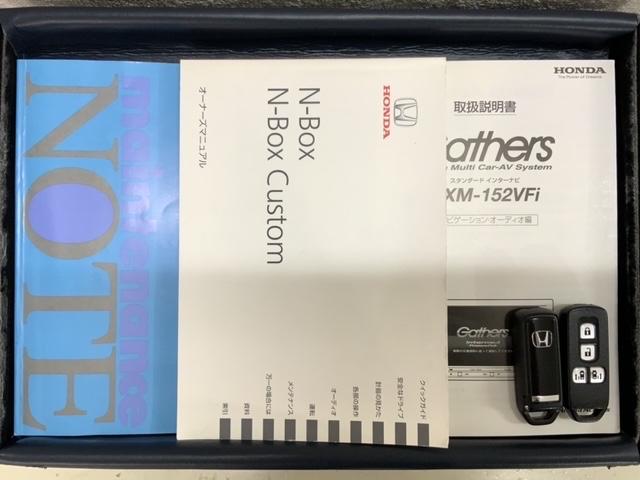 maintenance
NOTE
HONDA
N-Box
N-Box Custom
オーナーズマニュアル
クイックガイド
安全なドライブ
計器の見かた
各部の操作
オーディオ
運転
メンテナンス
万一の場合には
資料
索引
HONDA
The Power of Dreams
取扱説明書
Gathers
Multi Car-AV System
スタンダード インターナビ
XM-152VFi
ビゲーション・オーディオ編
Gathers